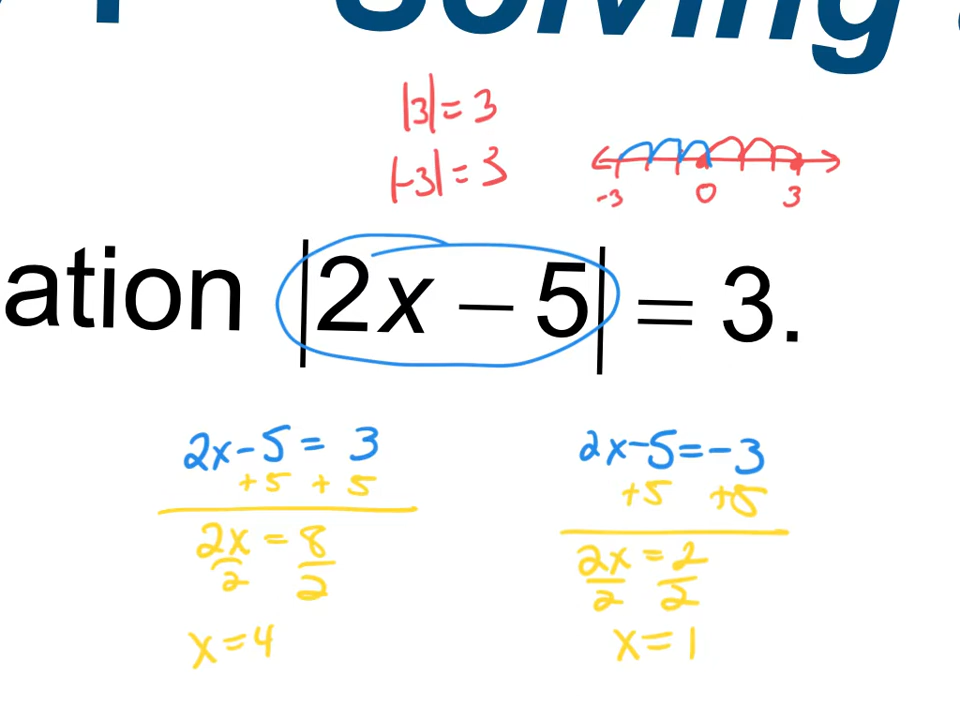 Solving
|3| = 3
|-3| = 3
-3 0 3
ation |2x – 5| = 3.
2x - 5 = 3
+5 + 5
2x = 8
2 2
x = 4
2x - 5 = -3
+5 +5
2x = 2
2 2
x = 1